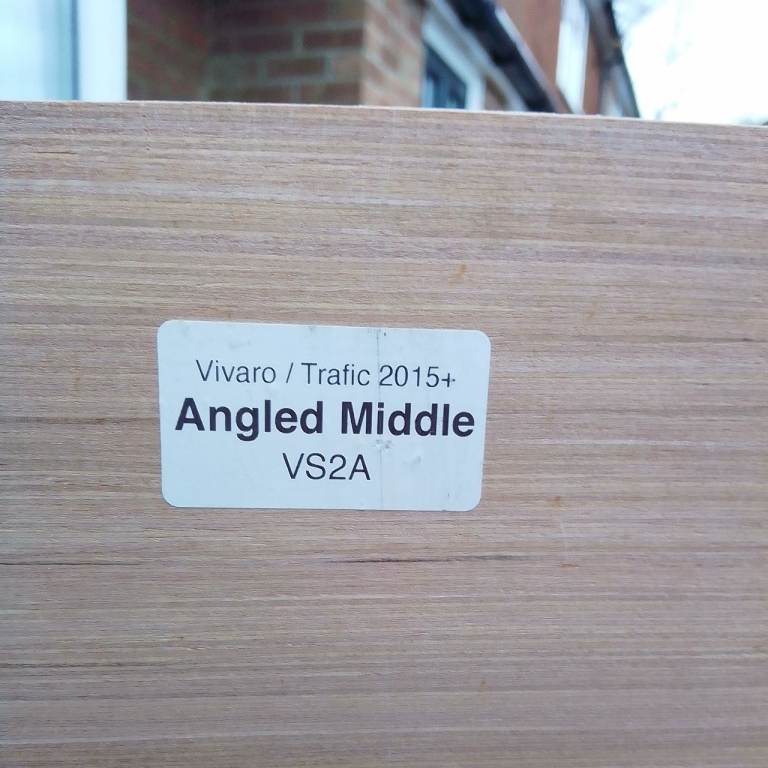 Vivaro / Trafic 2015+
Angled Middle
VS2A